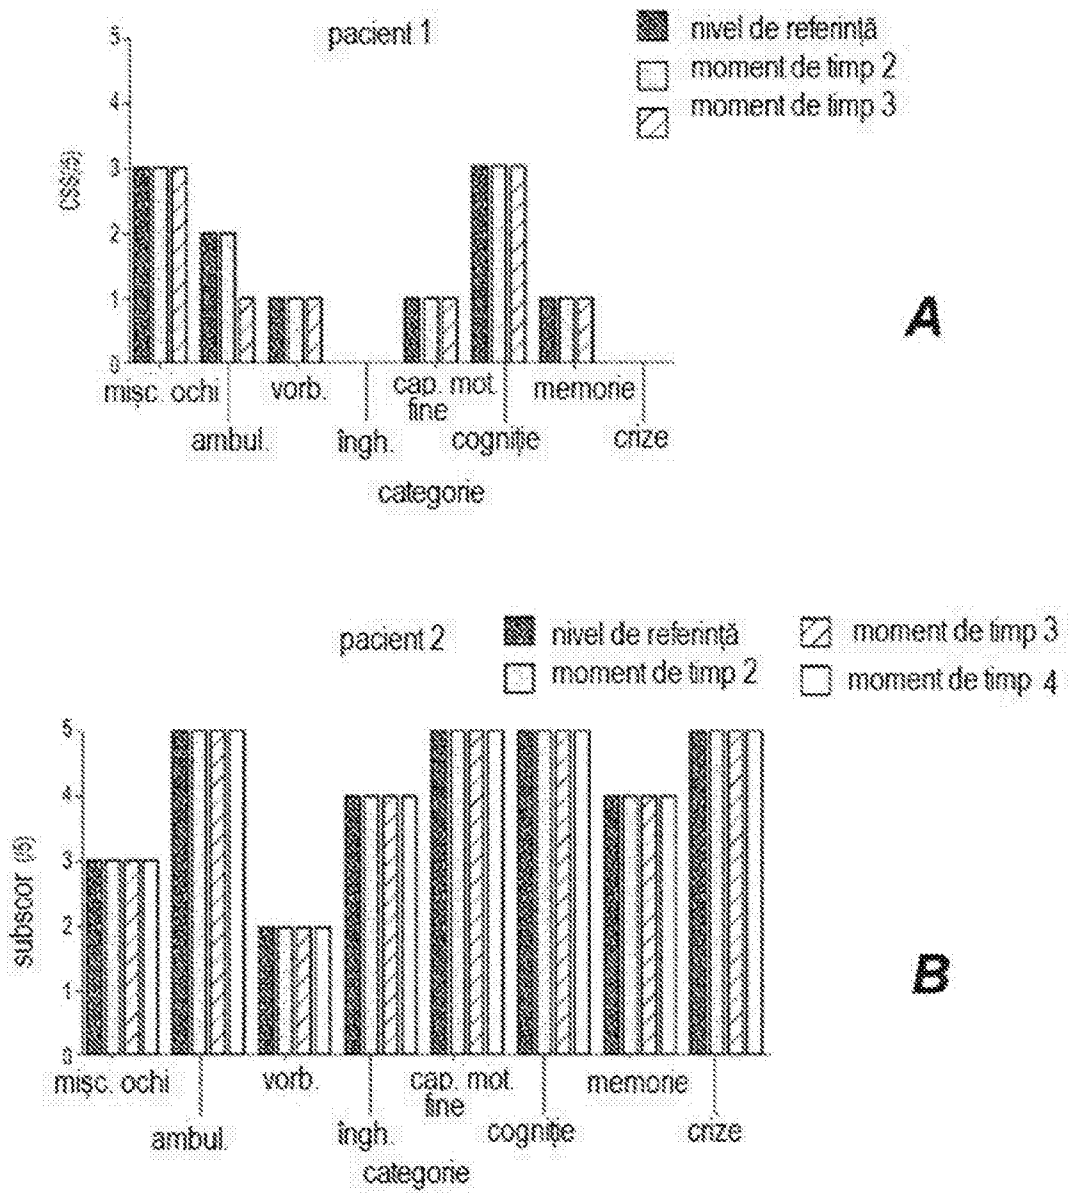 pacient 1
nivel de referință
moment de timp 2
moment de timp 3
5
4
3
2
1
0
mișc. ochi
vorb.
cap. mot.
fine
memorie
ambul.
îngh.
cogniție
crize
categorie
A
pacient 2
nivel de referință
moment de timp 2
moment de timp 3
moment de timp 4
subscor (/5)
5
4
3
2
1
0
mișc. ochi
vorb.
cap. mot.
fine
memorie
ambul.
îngh.
cogniție
crize
categorie
B